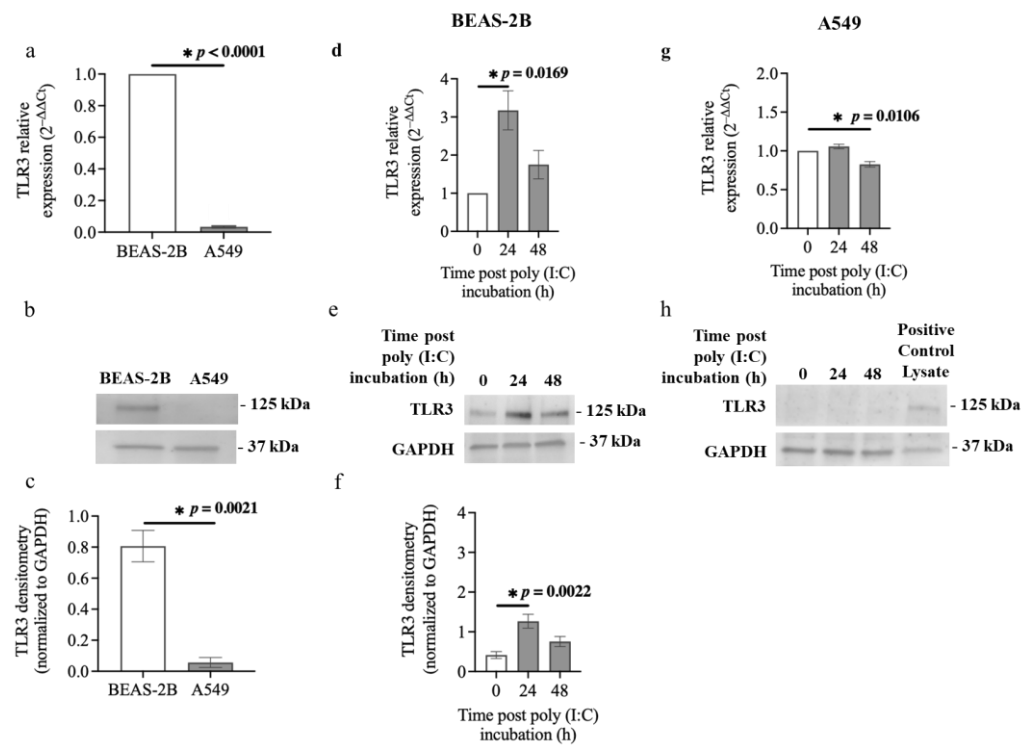 BEAS-2B
A549
a
* p < 0.0001
TLR3 relative
expression (2−ΔΔCt)
1.0
0.8
0.6
0.4
0.2
0.0
BEAS-2B A549
d
* p = 0.0169
TLR3 relative
expression (2−ΔΔCt)
4
3
2
1
0
0 24 48
Time post poly (I:C)
incubation (h)
g
* p = 0.0106
TLR3 relative
expression (2−ΔΔCt)
2.0
1.5
1.0
0.5
0.0
0 24 48
Time post poly (I:C)
incubation (h)
b
BEAS-2B A549
- 125 kDa
- 37 kDa
e
Time post
poly (I:C)
incubation (h) 0 24 48
TLR3 - 125 kDa
GAPDH - 37 kDa
h
Time post
poly (I:C)
incubation (h) 0 24 48
Positive
Control
Lysate
TLR3 - 125 kDa
GAPDH - 37 kDa
c
* p = 0.0021
TLR3 densitometry
(normalized to GAPDH)
1.0
0.8
0.6
0.4
0.2
0.0
BEAS-2B A549
f
* p = 0.0022
TLR3 densitometry
(normalized to GAPDH)
4
3
2
1
0
0 24 48
Time post poly (I:C)
incubation (h)